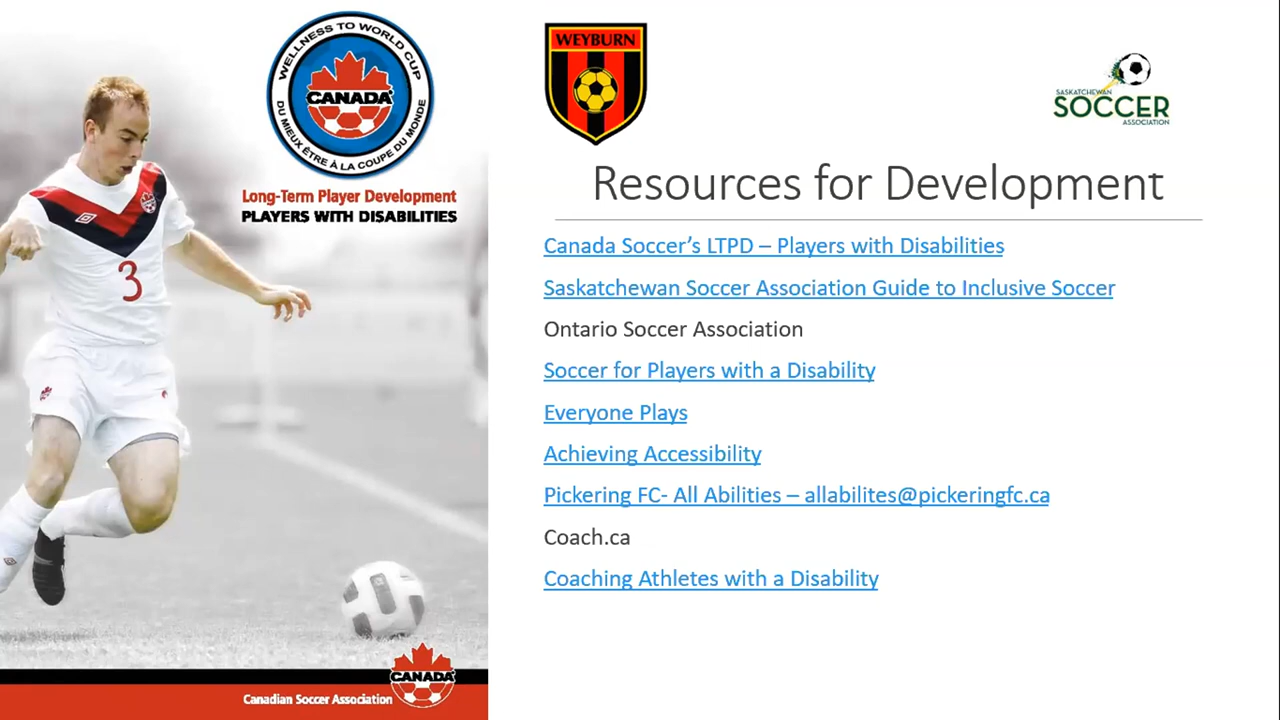 WELLNESS TO WORLD CUP
CANADA
DU MIEUX ÊTRE À LA COUPE DU MONDE
Long-Term Player Development
PLAYERS WITH DISABILITIES
3
CANADA
Canadian Soccer Association
WEYBURN
SASKATCHEWAN
SOCCER
ASSOCIATION
Resources for Development
Canada Soccer’s LTPD – Players with Disabilities
Saskatchewan Soccer Association Guide to Inclusive Soccer
Ontario Soccer Association
Soccer for Players with a Disability
Everyone Plays
Achieving Accessibility
Pickering FC- All Abilities – allabilites@pickeringfc.ca
Coach.ca
Coaching Athletes with a Disability